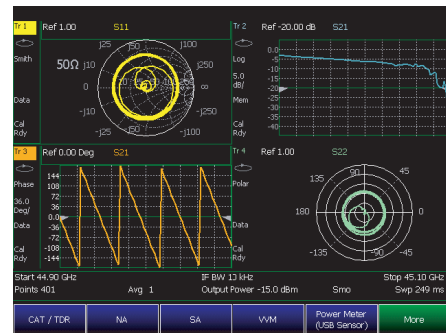 Tr 1 Ref 1.00 S11
Smith
50Ω
j25 j50 j100
j10 250
0 ∞
-j10 -250
-j25 -j50 -j100
Data
Cal
Rdy
Tr 2 Ref -20.00 dB S21
Log
5.0
dB/
Mem
Cal
Rdy
0.0
-5
-10
-15
-20
-25
-30
-35
-40
Tr 3 Ref 0.00 Deg S21
Phase
36.0
Deg/
Data
Cal
Rdy
144
108
72
36
0.0
-36
-72
-108
-144
Tr 4 Ref 1.00 S22
Polar
Data
Cal
Rdy
135 90 45
180 0
-135 -90 -45
Start 44.90 GHz IF BW 10 kHz Stop 45.10 GHz
Points 401 Avg 1 Output Power -15.0 dBm Smo Swp 249 ms
CAT / TDR NA SA VVM Power Meter
(USB Sensor) More